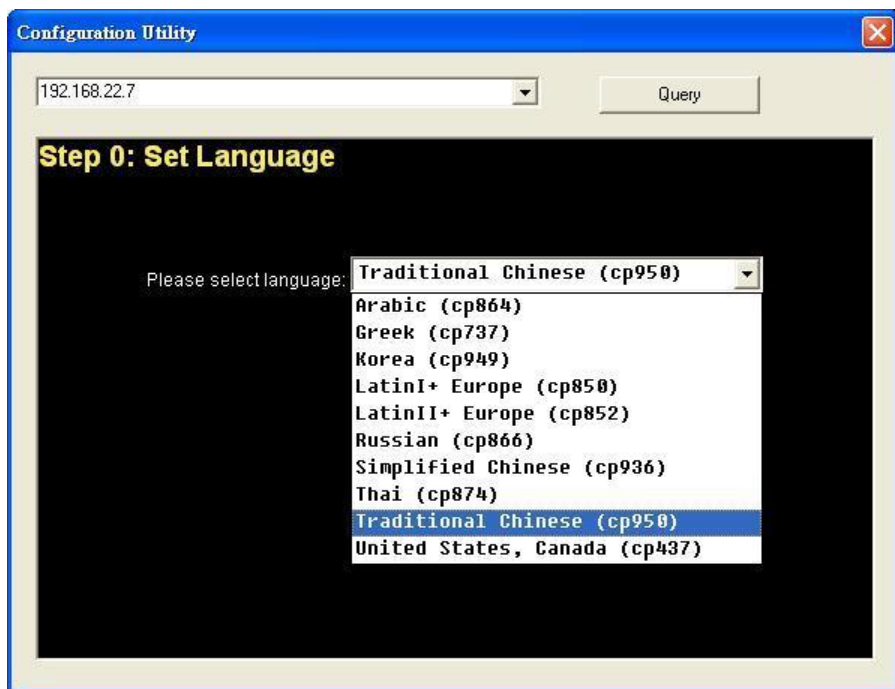 Configuration Utility
192.168.22.7
Query
Step 0: Set Language
Please select language: Traditional Chinese (cp950)
Arabic (cp864)
Greek (cp737)
Korea (cp949)
LatinI+ Europe (cp850)
LatinII+ Europe (cp852)
Russian (cp866)
Simplified Chinese (cp936)
Thai (cp874)
Traditional Chinese (cp950)
United States, Canada (cp437)